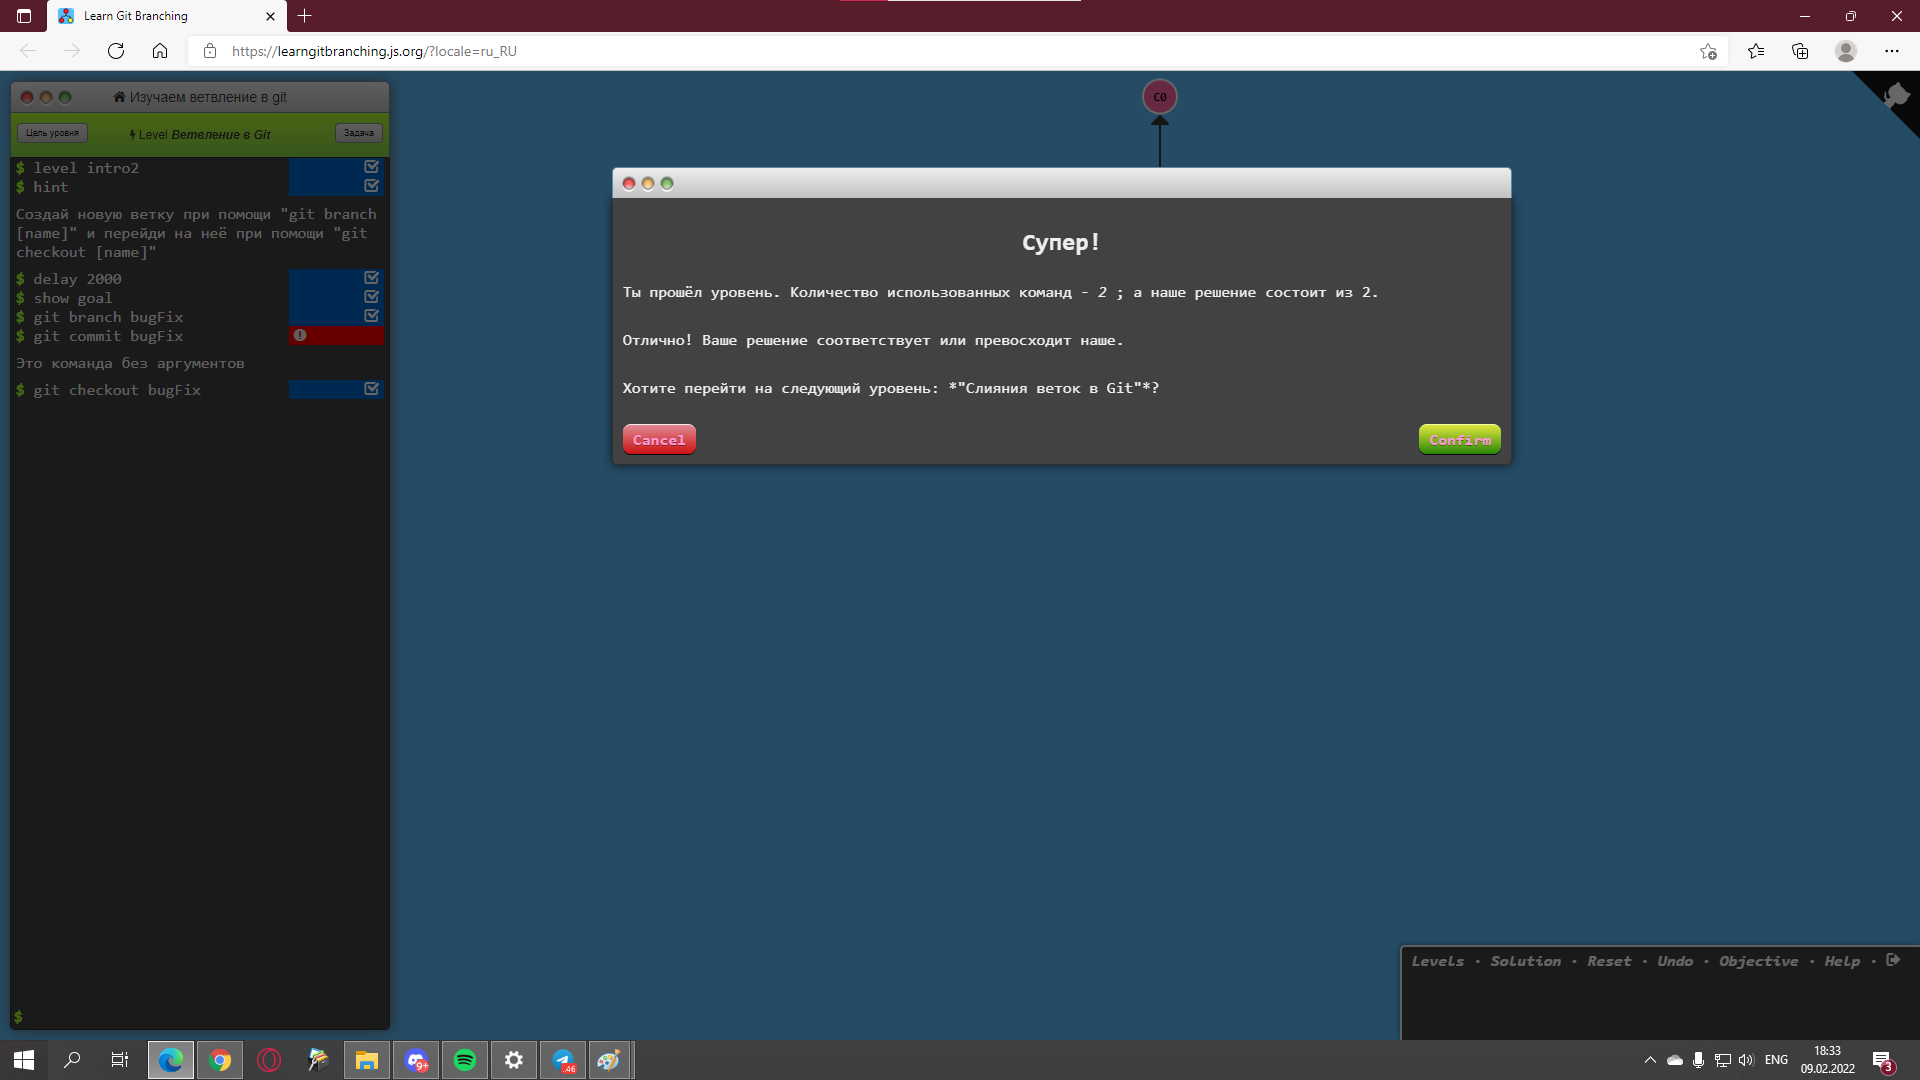 Learn Git Branching
https://learngitbranching.js.org/?locale=ru_RU
Изучаем ветвление в git
Цель уровня
Level Ветвление в Git
Задача
$ level intro2
$ hint
Создай новую ветку при помощи "git branch
[name]" и перейди на неё при помощи "git
checkout [name]"
$ delay 2000
$ show goal
$ git branch bugFix
$ git commit bugFix
Это команда без аргументов
$ git checkout bugFix
$
C0
Супер!
Ты прошёл уровень. Количество использованных команд - 2 ; а наше решение состоит из 2.
Отлично! Ваше решение соответствует или превосходит наше.
Хотите перейти на следующий уровень: *"Слияния веток в Git"*?
Cancel
Confirm
Levels · Solution · Reset · Undo · Objective · Help ·
9+
.46
ENG
18:33
09.02.2022
3